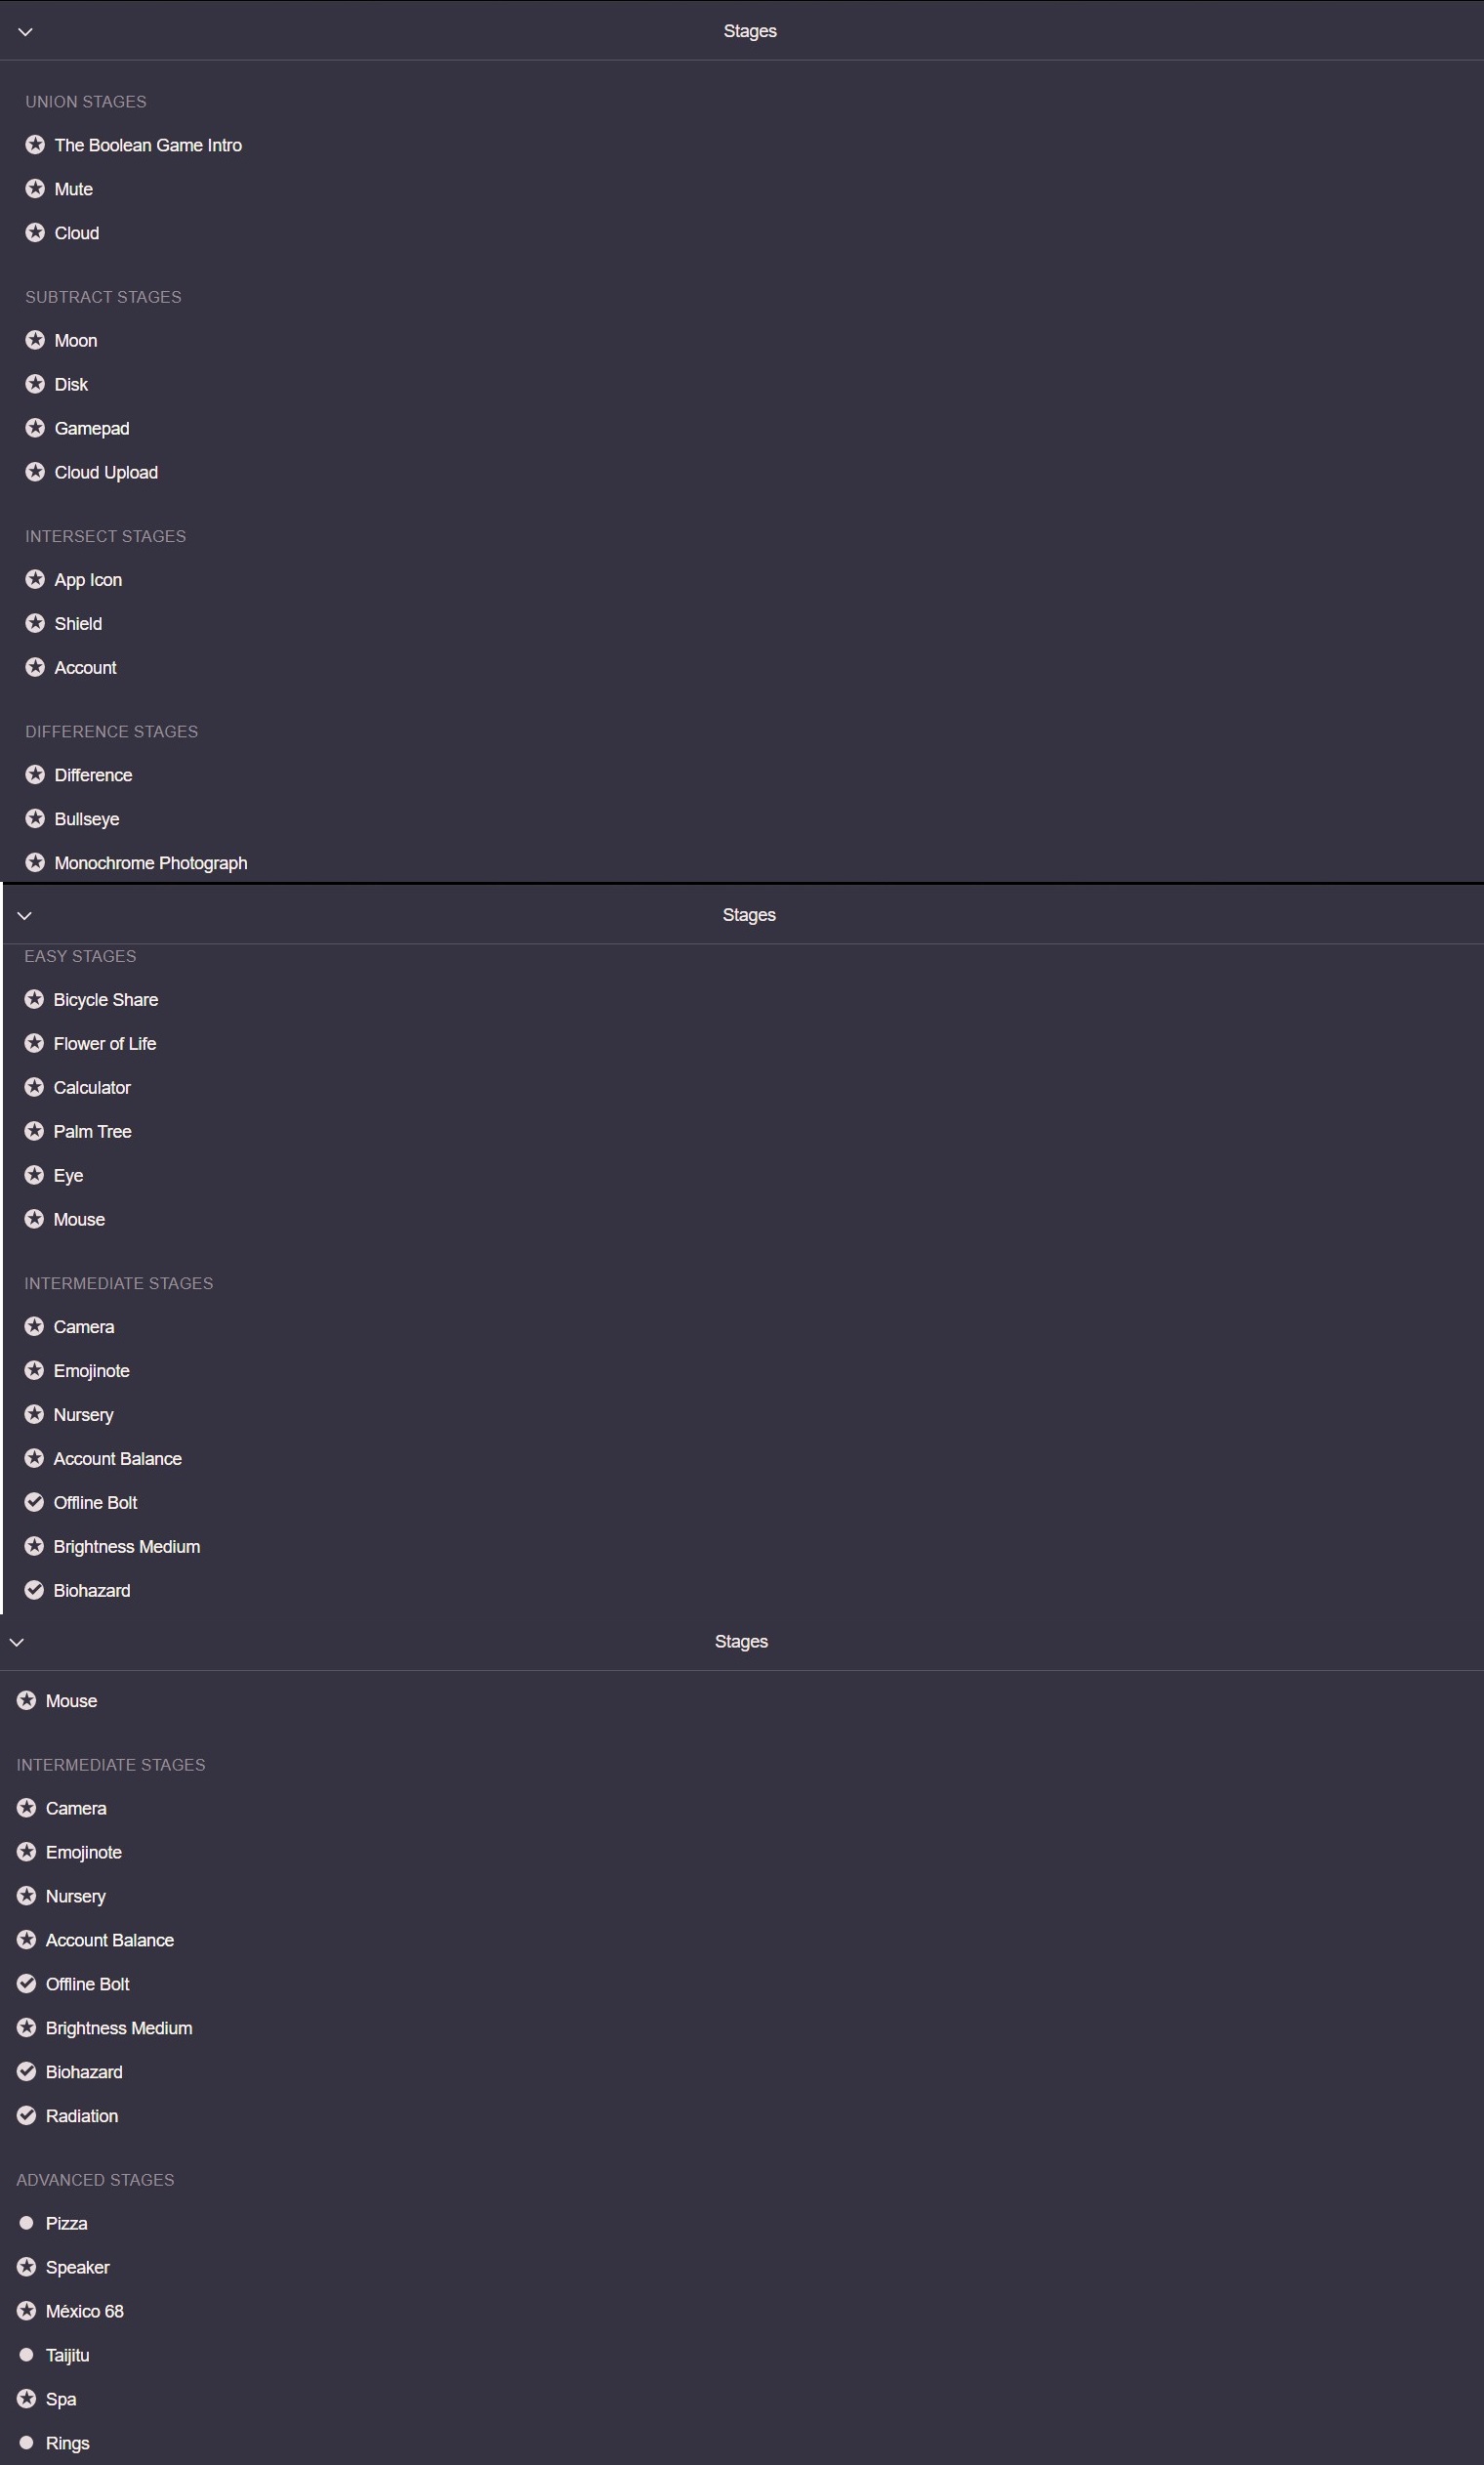 Stages
UNION STAGES
The Boolean Game Intro
Mute
Cloud
SUBTRACT STAGES
Moon
Disk
Gamepad
Cloud Upload
INTERSECT STAGES
App Icon
Shield
Account
DIFFERENCE STAGES
Difference
Bullseye
Monochrome Photograph
Stages
EASY STAGES
Bicycle Share
Flower of Life
Calculator
Palm Tree
Eye
Mouse
INTERMEDIATE STAGES
Camera
Emojinote
Nursery
Account Balance
Offline Bolt
Brightness Medium
Biohazard
Stages
Mouse
INTERMEDIATE STAGES
Camera
Emojinote
Nursery
Account Balance
Offline Bolt
Brightness Medium
Biohazard
Radiation
ADVANCED STAGES
Pizza
Speaker
México 68
Taijitu
Spa
Rings